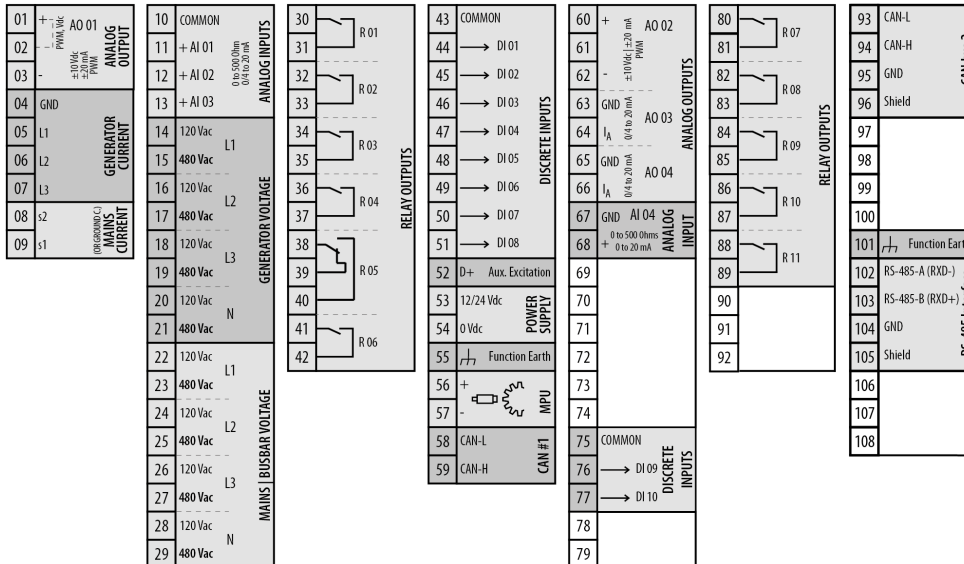 01 + AO 01
PWM, Vdc
02
03 -
±10 Vdc
±20 mA
PWM
ANALOG
OUTPUT
04 GND
05 L1
06 L2
07 L3
GENERATOR
CURRENT
08 s2
09 s1
(OR GROUND C.)
MAINS
CURRENT
10 COMMON
11 + AI 01
12 + AI 02
13 + AI 03
0 to 500 Ohm
0/4 to 20 mA
ANALOG INPUTS
14 120 Vac
L1
15 480 Vac
16 120 Vac
L2
17 480 Vac
18 120 Vac
L3
19 480 Vac
20 120 Vac
N
21 480 Vac
GENERATOR VOLTAGE
22 120 Vac
L1
23 480 Vac
24 120 Vac
L2
25 480 Vac
26 120 Vac
L3
27 480 Vac
28 120 Vac
N
29 480 Vac
MAINS | BUSBAR VOLTAGE
30
R 01
31
32
R 02
33
34
R 03
35
36
R 04
37
38
39 R 05
40
41
R 06
42
RELAY OUTPUTS
43 COMMON
44 DI 01
45 DI 02
46 DI 03
47 DI 04
48 DI 05
49 DI 06
50 DI 07
51 DI 08
DISCRETE INPUTS
52 D+ Aux. Excitation
53 12/24 Vdc
54 0 Vdc
POWER
SUPPLY
55 Function Earth
56 +
57 -
MPU
58 CAN-L
59 CAN-H
CAN #1
60 + AO 02
61
62 -
±10 Vdc | ±20 mA
PWM
63 GND
AO 03
64 IA
0/4 to 20 mA
65 GND
AO 04
66 IA
0/4 to 20 mA
ANALOG OUTPUTS
67 GND AI 04
68 + 0 to 500 Ohms
0 to 20 mA
ANALOG
INPUT
69
70
71
72
73
74
75 COMMON
76 DI 09
77 DI 10
DISCRETE
INPUTS
78
79
80
R 07
81
82
R 08
83
84
R 09
85
86
R 10
87
88
R 11
89
RELAY OUTPUTS
90
91
92
93 CAN-L
94 CAN-H
95 GND
96 Shield
97
98
99
100
101 Function Eart
102 RS-485-A (RXD-)
103 RS-485-B (RXD+)
104 GND
105 Shield
106
107
108